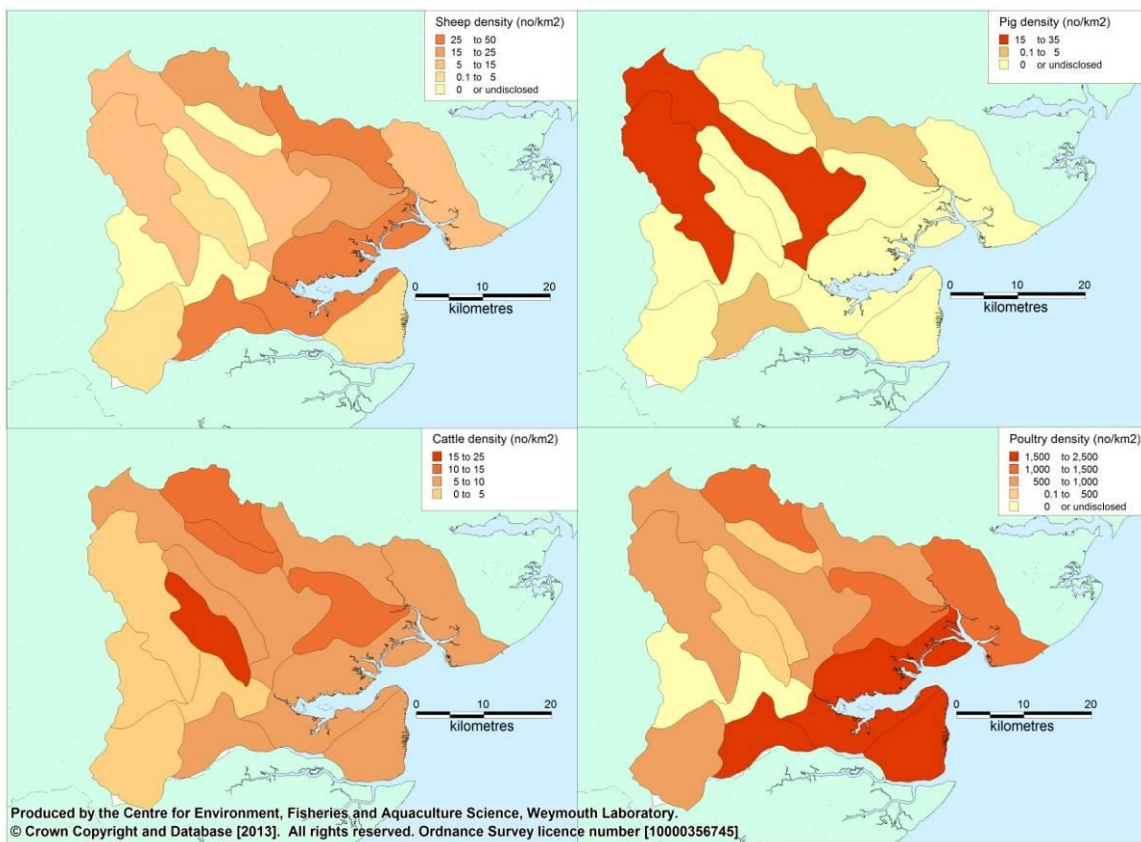 Sheep density (no/km2)
25 to 50
15 to 25
5 to 15
0.1 to 5
0 or undisclosed
0 10 20
kilometres
Pig density (no/km2)
15 to 35
0.1 to 5
0 or undisclosed
0 10 20
kilometres
Cattle density (no/km2)
15 to 25
10 to 15
5 to 10
0 to 5
0 10 20
kilometres
Poultry density (no/km2)
1,500 to 2,500
1,000 to 1,500
500 to 1,000
0.1 to 500
0 or undisclosed
0 10 20
kilometres
Produced by the Centre for Environment, Fisheries and Aquaculture Science, Weymouth Laboratory.
© Crown Copyright and Database [2013]. All rights reserved. Ordnance Survey licence number [10000356745]